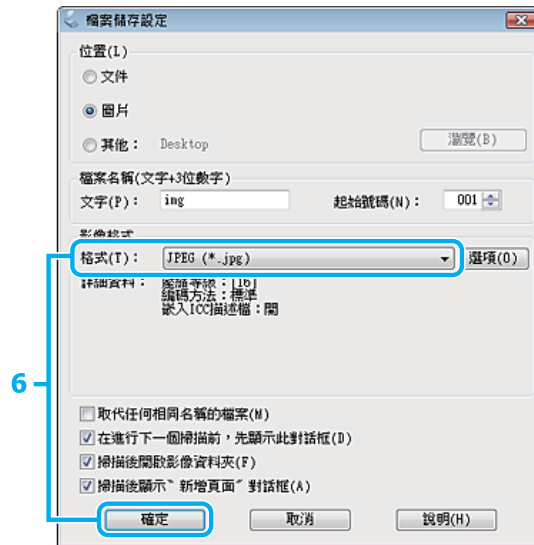 檔案儲存設定
位置(L)
文件
圖片
其他： Desktop 瀏覽(B)
檔案名稱(文字+3位數字)
文字(P)： img 起始號碼(N)： 001
影像格式
格式(T)： JPEG (*.jpg) 選項(O)
詳細資料： 壓縮等級：[16]
編碼方法：標準
嵌入ICC描述檔：開
6
取代任何相同名稱的檔案(M)
在進行下一個掃描前，先顯示此對話框(D)
掃描後開啟影像資料夾(F)
掃描後顯示〝新增頁面〞對話框(A)
確定 取消 說明(H)